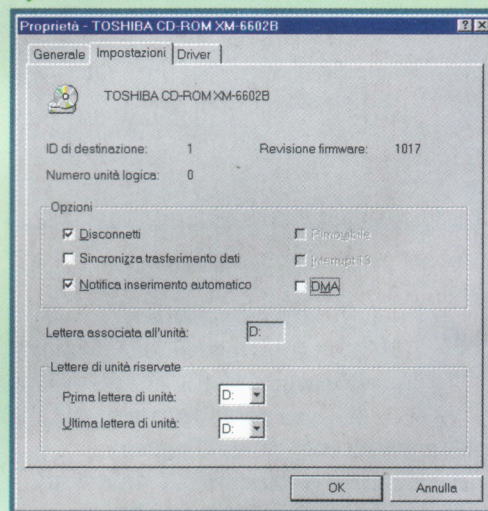 Proprietà - TOSHIBA CD-ROM XM-6602B
Generale Impostazioni Driver
TOSHIBA CD-ROM XM-6602B
ID di destinazione: 1 Revisione firmware: 1017
Numero unità logica: 0
Opzioni
Disconnetti Rimovibile
Sincronizza trasferimento dati Interrupt 13
Notifica inserimento automatico DMA
Lettera associata all'unità: D:
Lettere di unità riservate
Prima lettera di unità: D:
Ultima lettera di unità: D:
OK Annulla